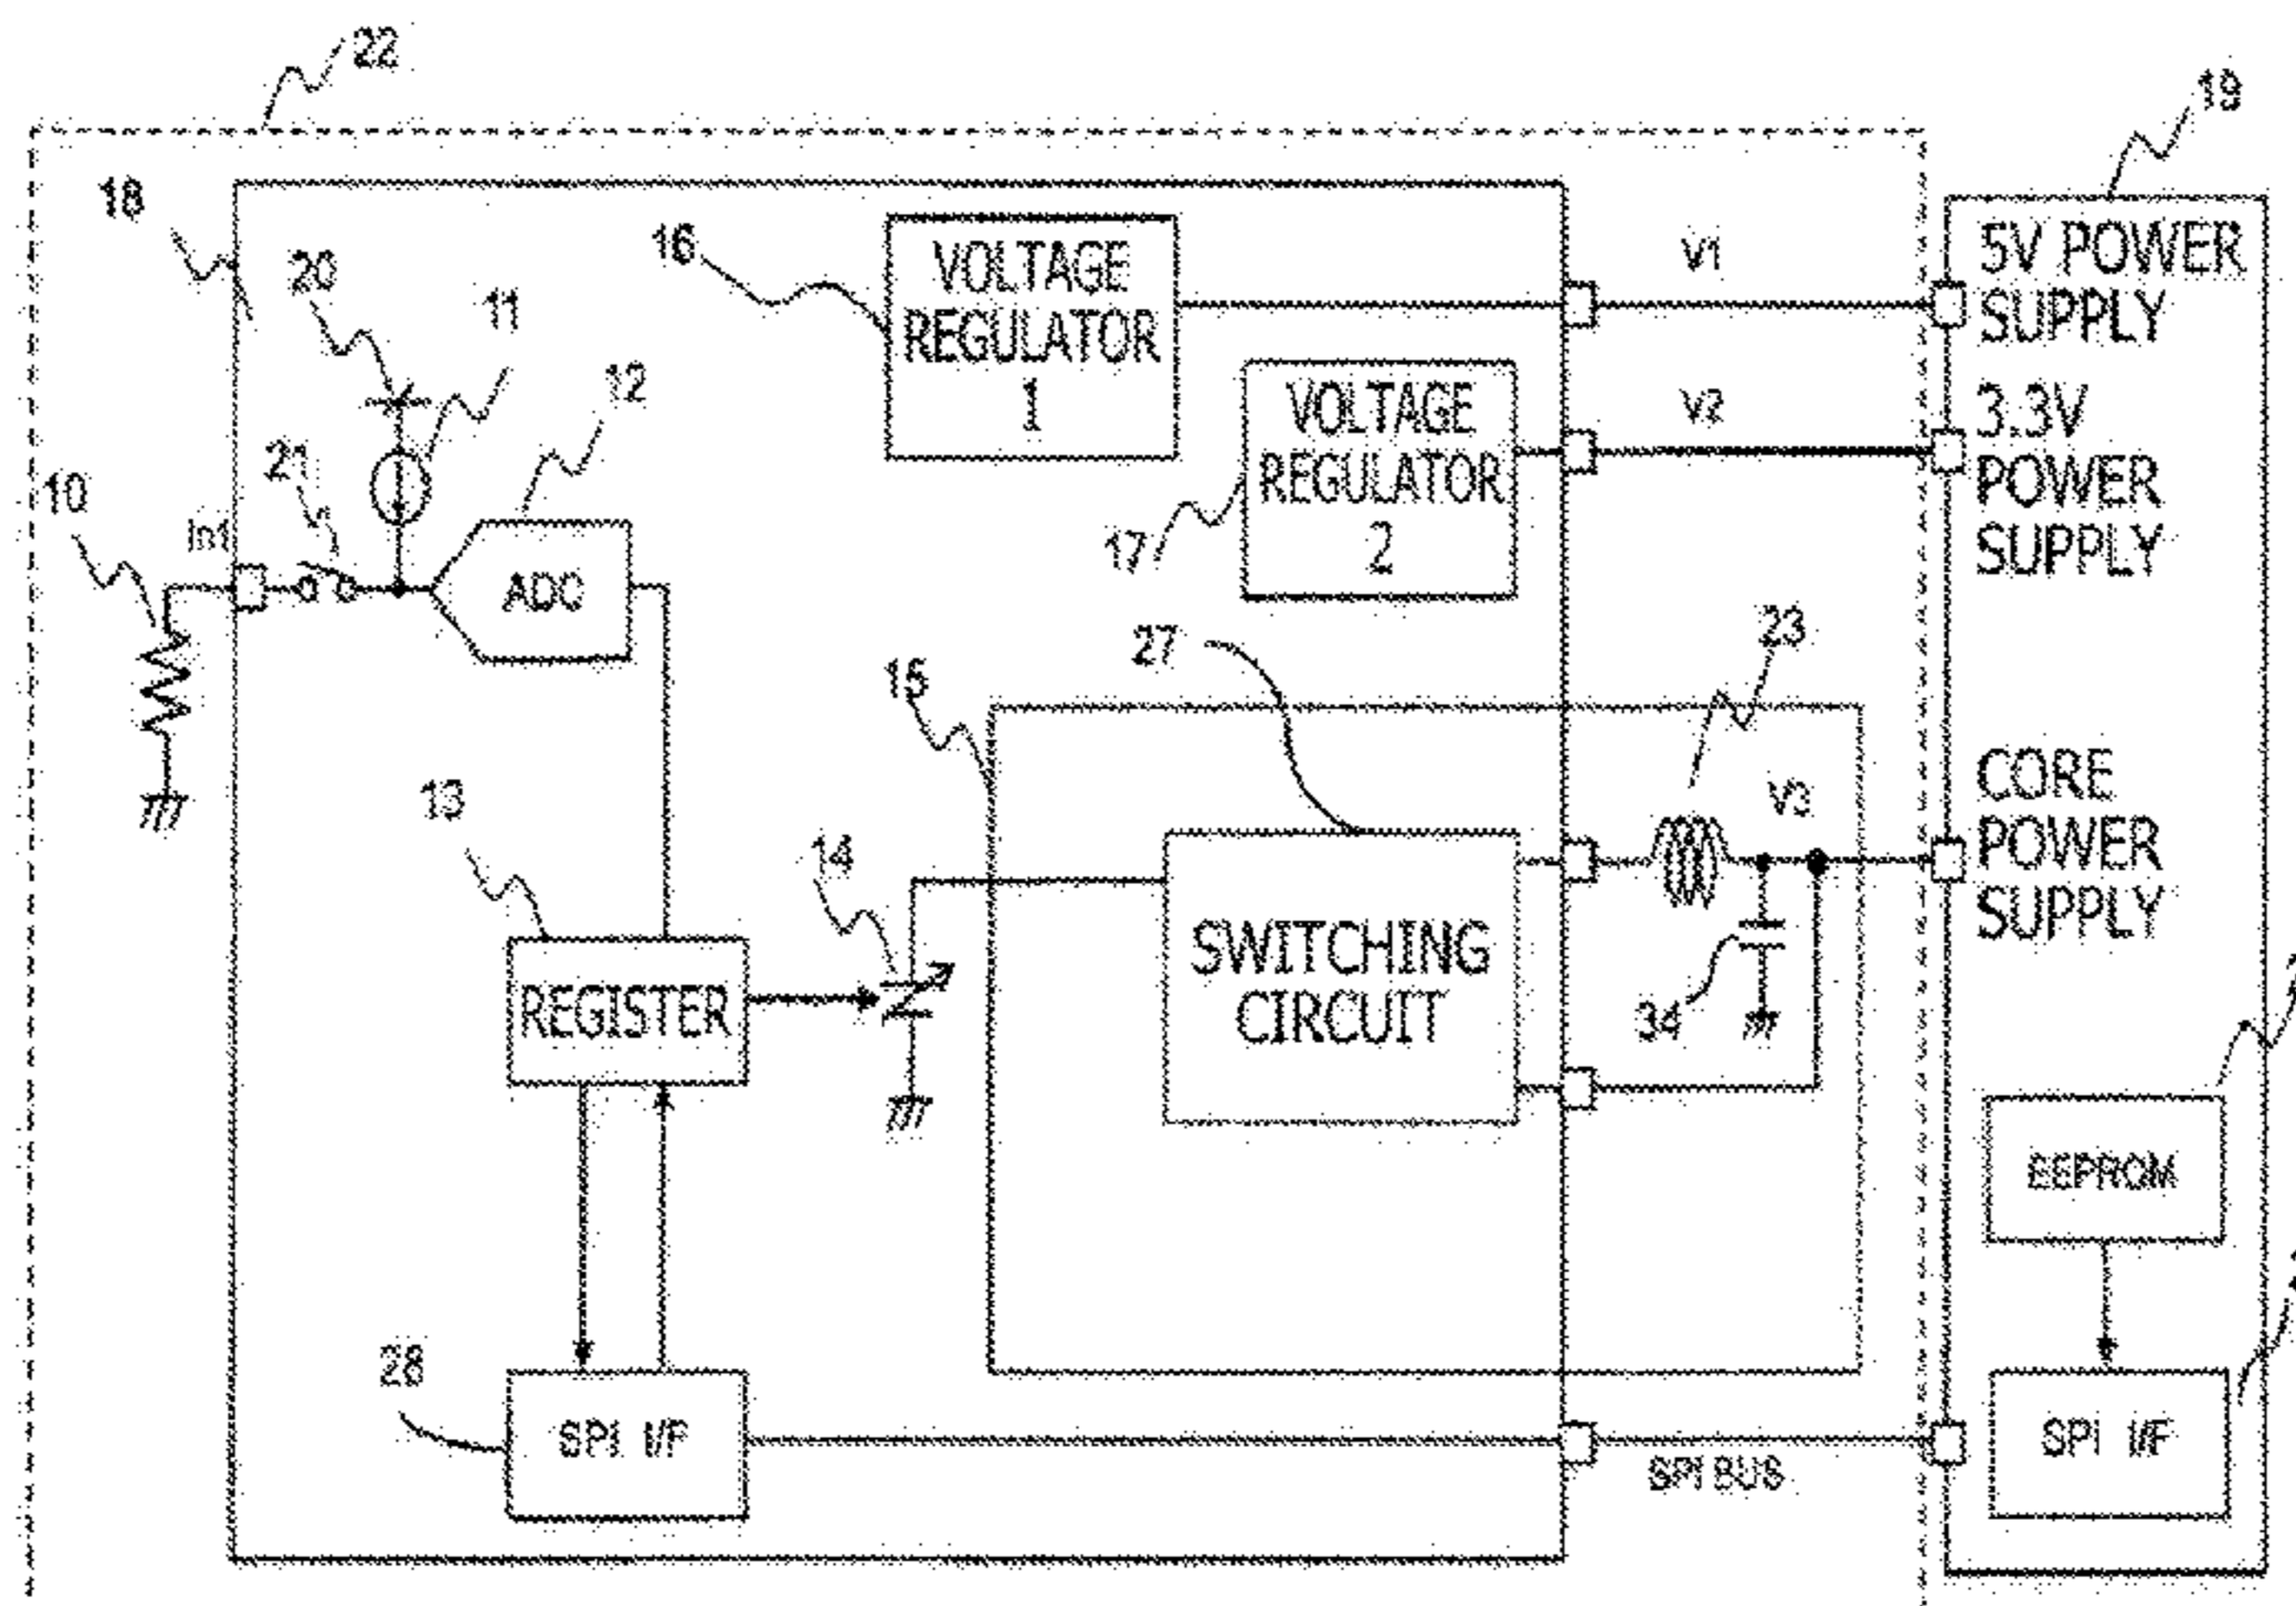 22
19
18
20
11
12
16
VOLTAGE
REGULATOR
1
V1
5V POWER
SUPPLY
10
In1
21
ADC
17
VOLTAGE
REGULATOR
2
V2
3.3V
POWER
SUPPLY
27
23
15
13
14
V3
CORE
POWER
SUPPLY
REGISTER
SWITCHING
CIRCUIT
34
EEPROM
28
SPI I/F
SPI BUS
SPI I/F